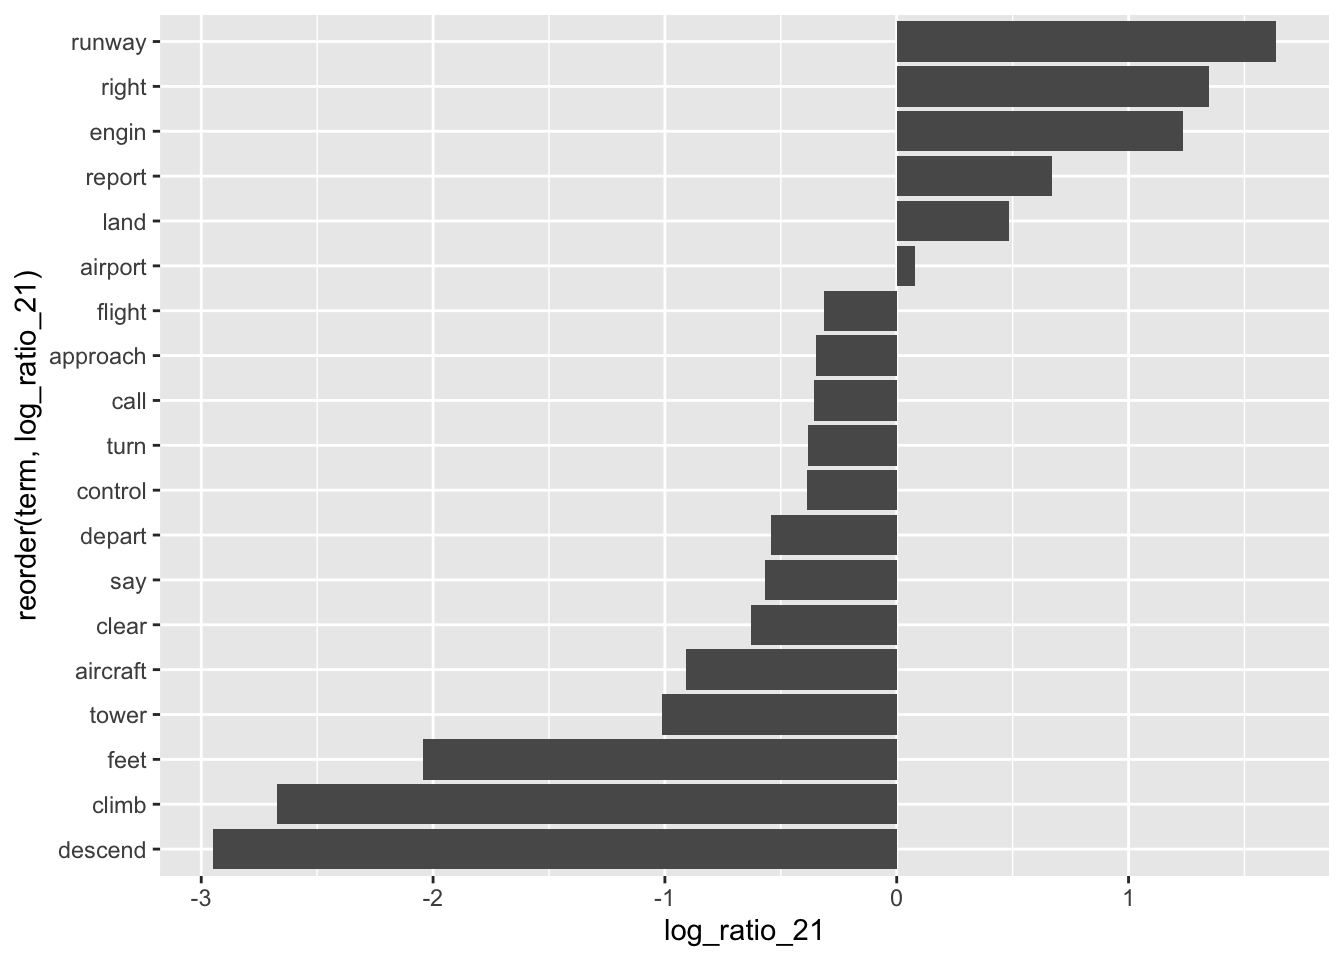 runway
right
engin
report
land
airport
flight
approach
call
turn
control
depart
say
clear
aircraft
tower
feet
climb
descend
reorder(term, log_ratio_21)
-3 -2 -1 0 1
log_ratio_21